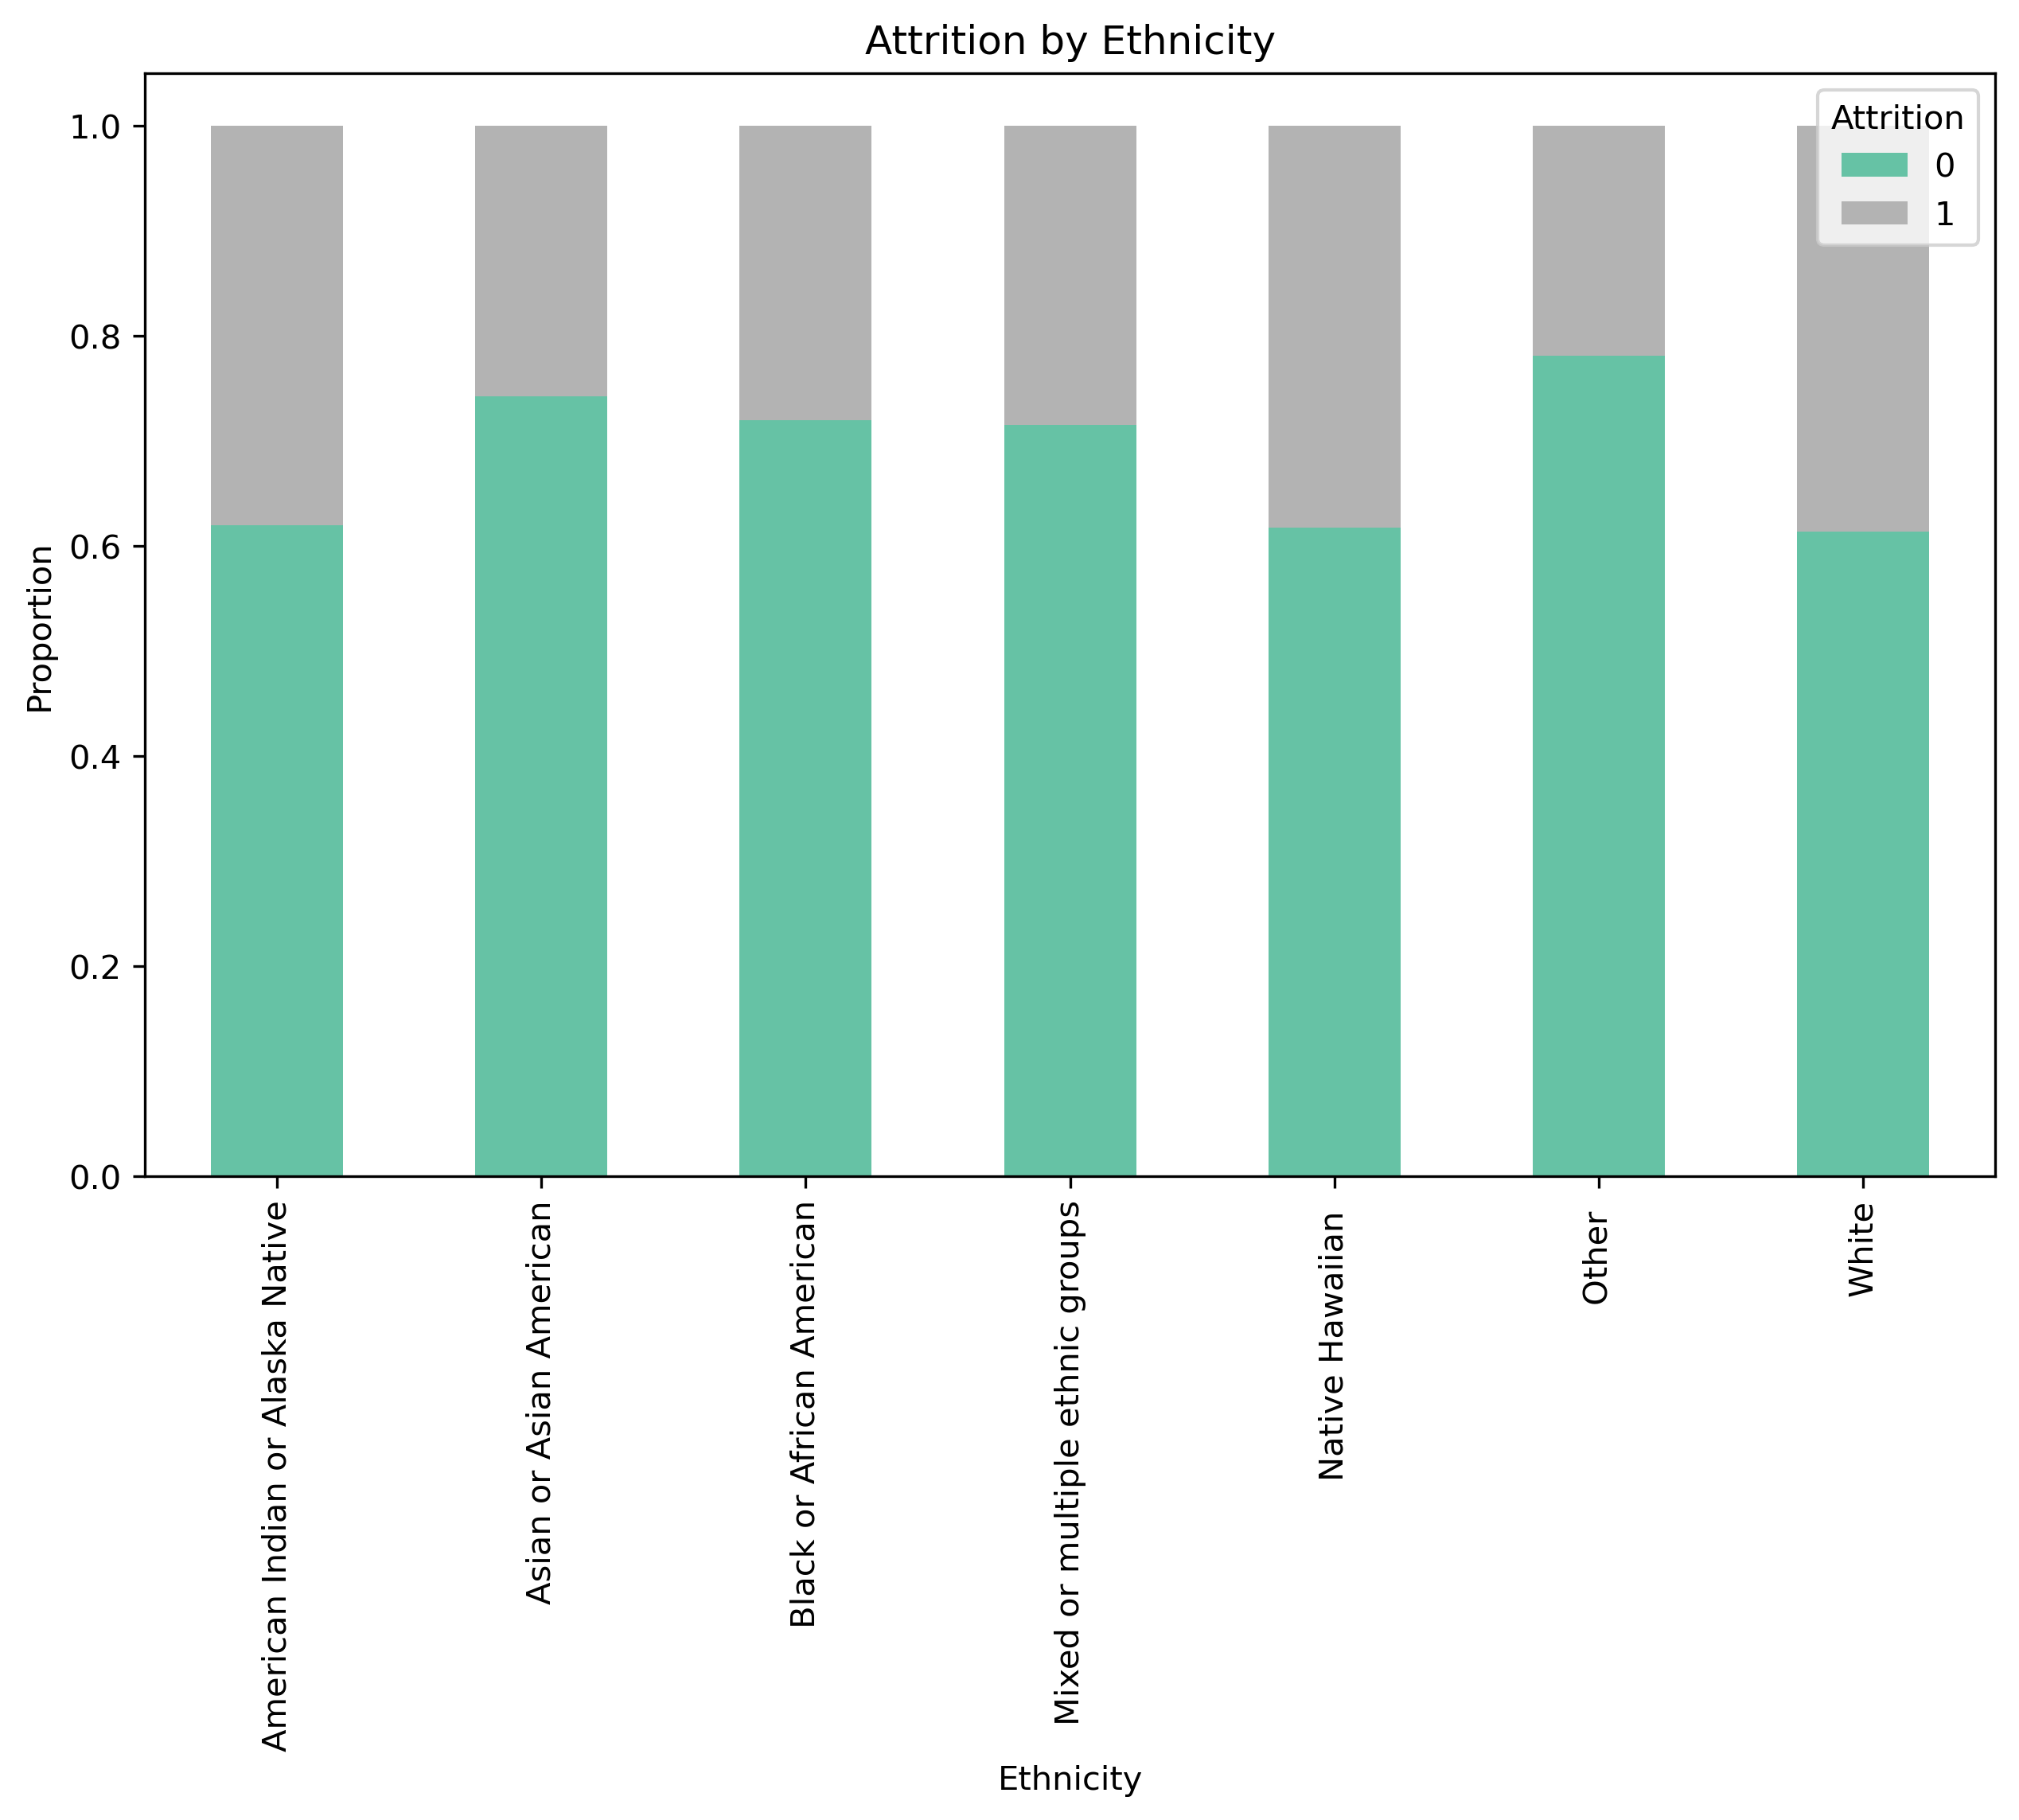 Attrition by Ethnicity
Attrition
0
1
Proportion
1.0
0.8
0.6
0.4
0.2
0.0
American Indian or Alaska Native
Asian or Asian American
Black or African American
Mixed or multiple ethnic groups
Native Hawaiian
Other
White
Ethnicity